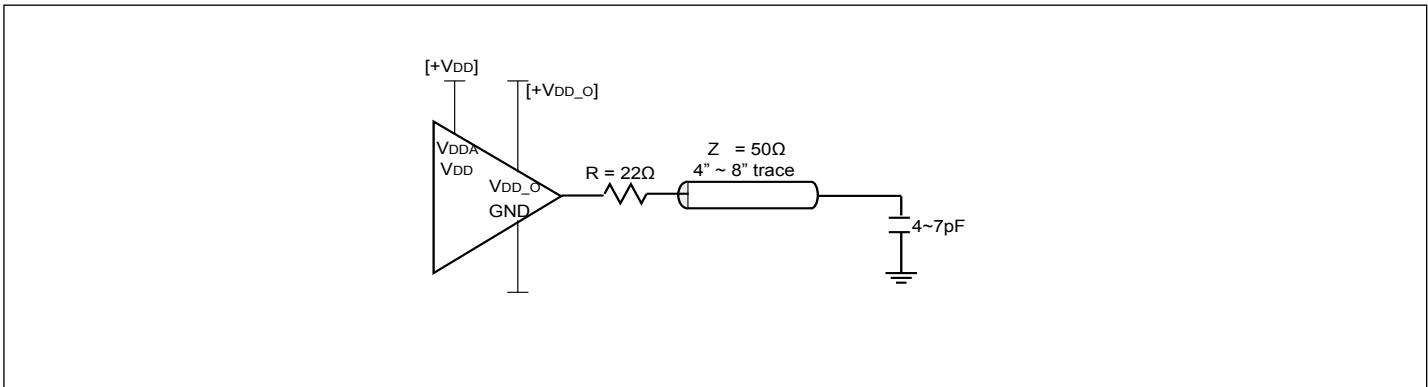 [+VDD]
[+VDD_O]
VDDA
VDD
VDD_O
GND
R = 22Ω
Z = 50Ω
4” ~ 8” trace
4~7pF